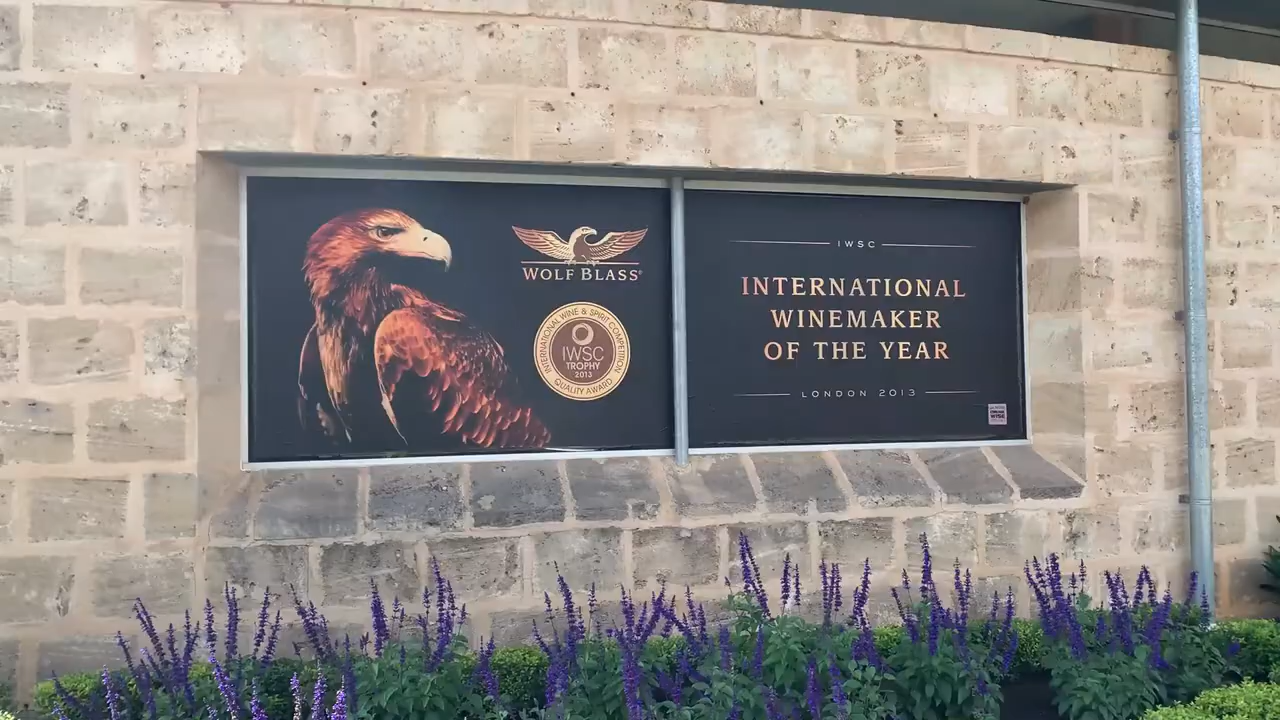 WOLF BLASS
INTERNATIONAL WINE & SPIRIT COMPETITION
IWSC
TROPHY
2013
QUALITY AWARD
IWSC
INTERNATIONAL
WINEMAKER
OF THE YEAR
LONDON 2013